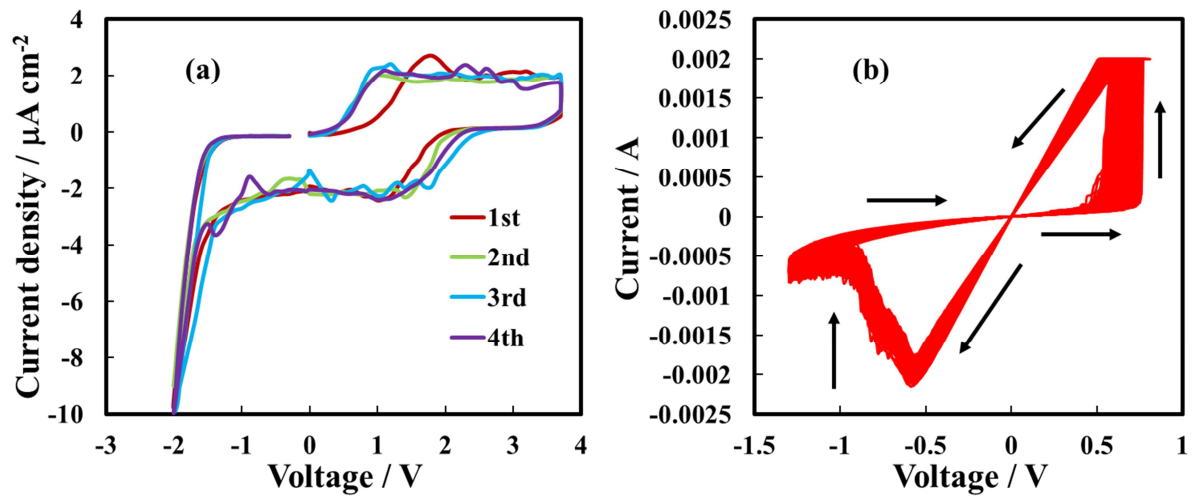 (a)
Current density / μA cm-2
4
2
0
-2
-4
-6
-8
-10
1st
2nd
3rd
4th
-3 -2 -1 0 1 2 3 4
Voltage / V
(b)
Current / A
0.0025
0.002
0.0015
0.001
0.0005
0
-0.0005
-0.001
-0.0015
-0.002
-0.0025
-1.5 -1 -0.5 0 0.5 1
Voltage / V